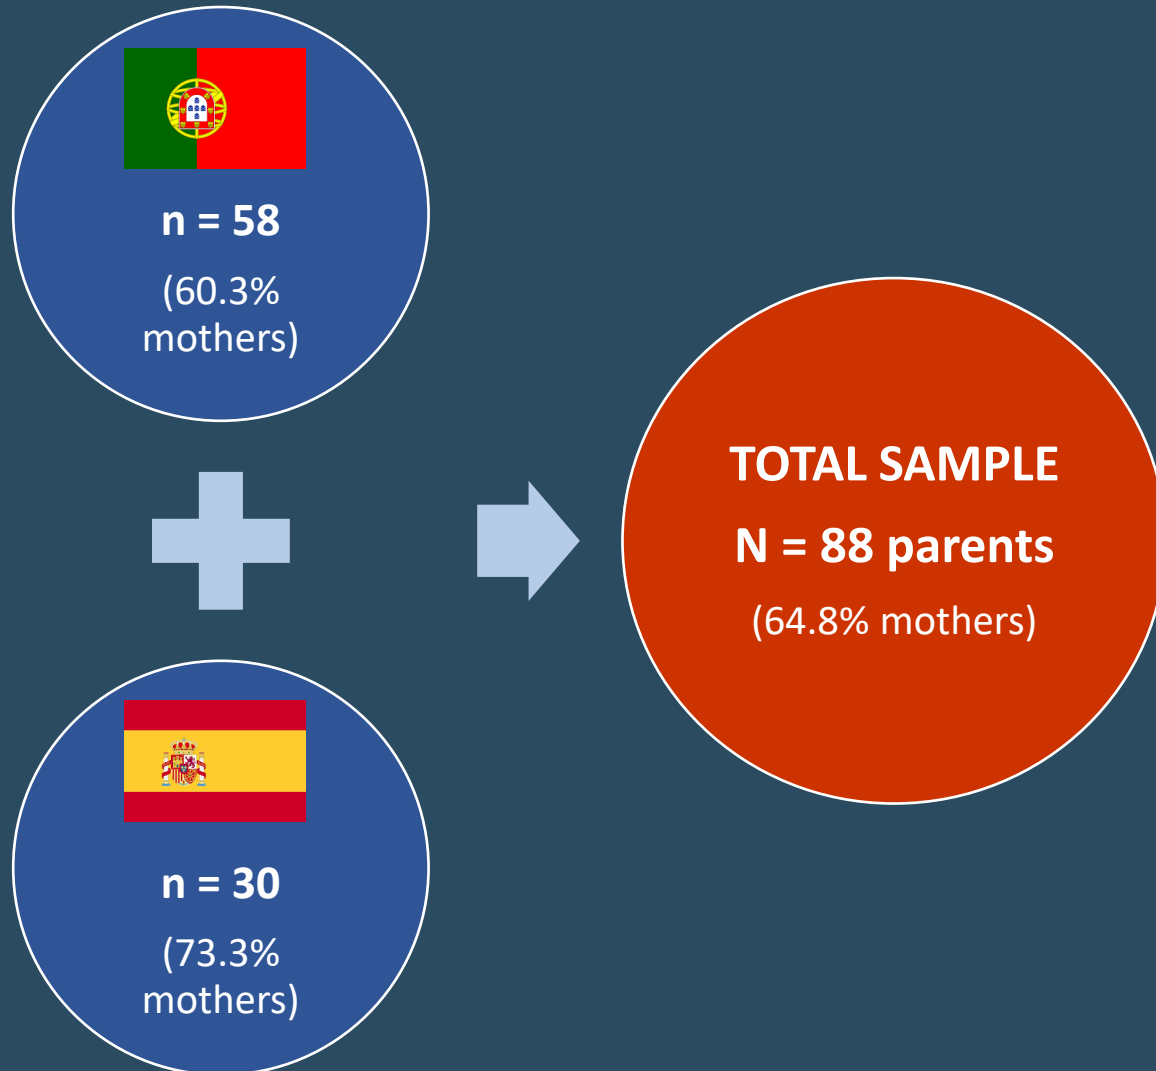 n = 58
(60.3%
mothers)
n = 30
(73.3%
mothers)
TOTAL SAMPLE
N = 88 parents
(64.8% mothers)